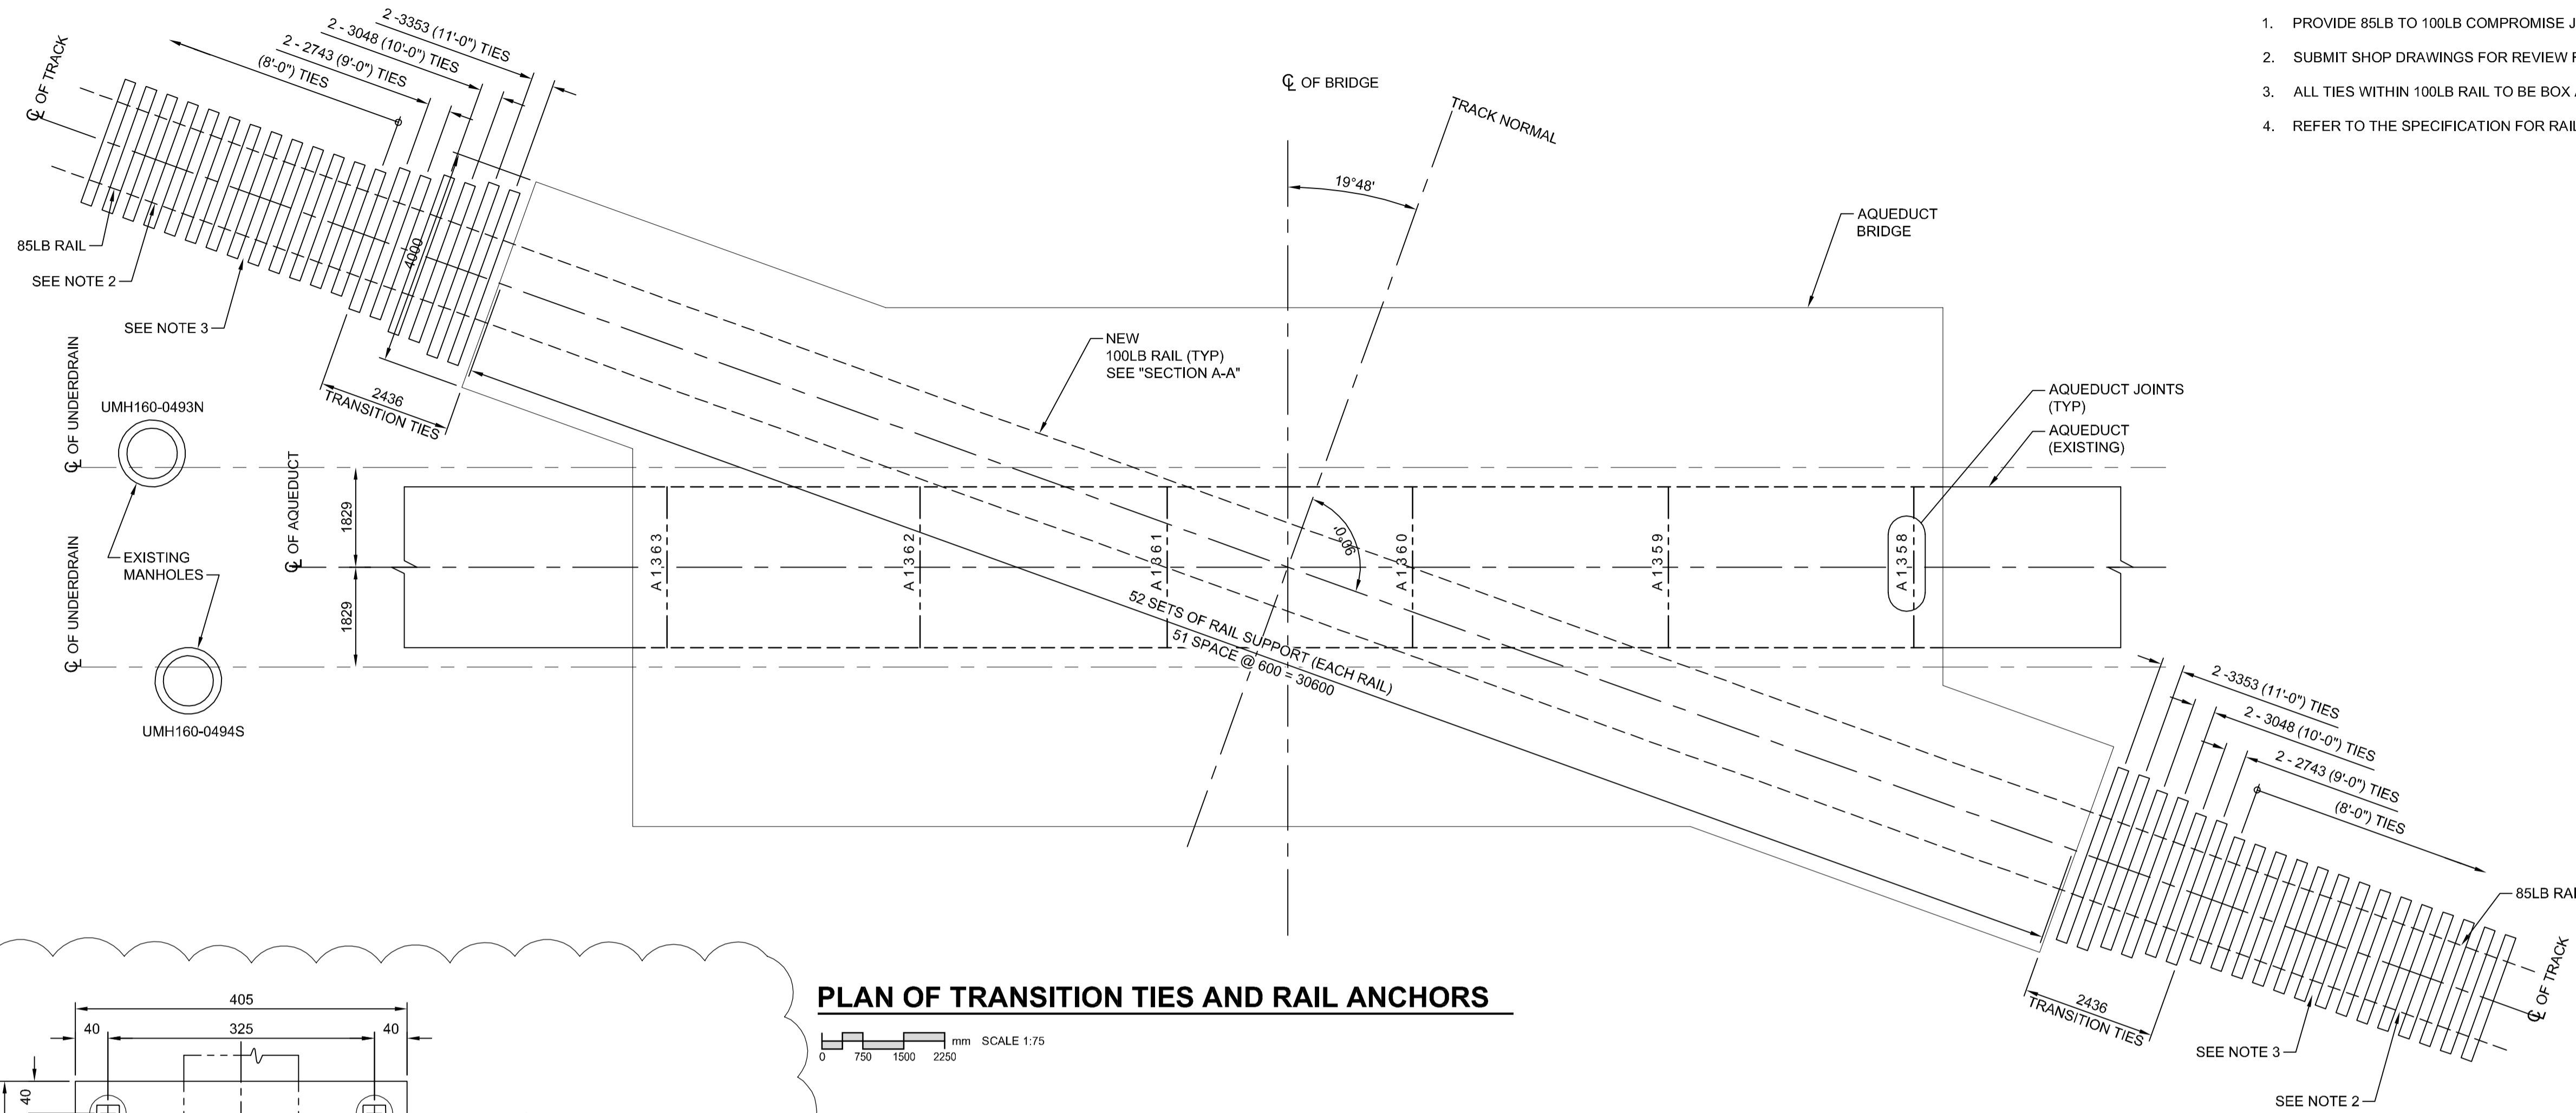 1. PROVIDE 85LB TO 100LB COMPROMISE J
2. SUBMIT SHOP DRAWINGS FOR REVIEW
3. ALL TIES WITHIN 100LB RAIL TO BE BOX
4. REFER TO THE SPECIFICATION FOR RAIL
2 -3353 (11'-0") TIES
2 - 3048 (10'-0") TIES
2 - 2743 (9'-0") TIES
(8'-0") TIES
℄ OF TRACK
85LB RAIL
SEE NOTE 2
SEE NOTE 3
4000
2436
TRANSITION TIES
℄ OF BRIDGE
TRACK NORMAL
19°48'
AQUEDUCT
BRIDGE
NEW
100LB RAIL (TYP)
SEE "SECTION A-A"
AQUEDUCT JOINTS
(TYP)
AQUEDUCT
(EXISTING)
℄ OF UNDERDRAIN
UMH160-0493N
℄ OF AQUEDUCT
1829
1829
EXISTING
MANHOLES
℄ OF UNDERDRAIN
UMH160-0494S
A1363
A1362
A1361
A1360
A1359
A1358
90°0'
52 SETS OF RAIL SUPPORT (EACH RAIL)
51 SPACE @ 600 = 30600
2 -3353 (11'-0") TIES
2 - 3048 (10'-0") TIES
2 - 2743 (9'-0") TIES
(8'-0") TIES
85LB RAI
℄ OF TRACK
2436
TRANSITION TIES
SEE NOTE 3
SEE NOTE 2
PLAN OF TRANSITION TIES AND RAIL ANCHORS
0 750 1500 2250 mm SCALE 1:75
405
40 325 40
40